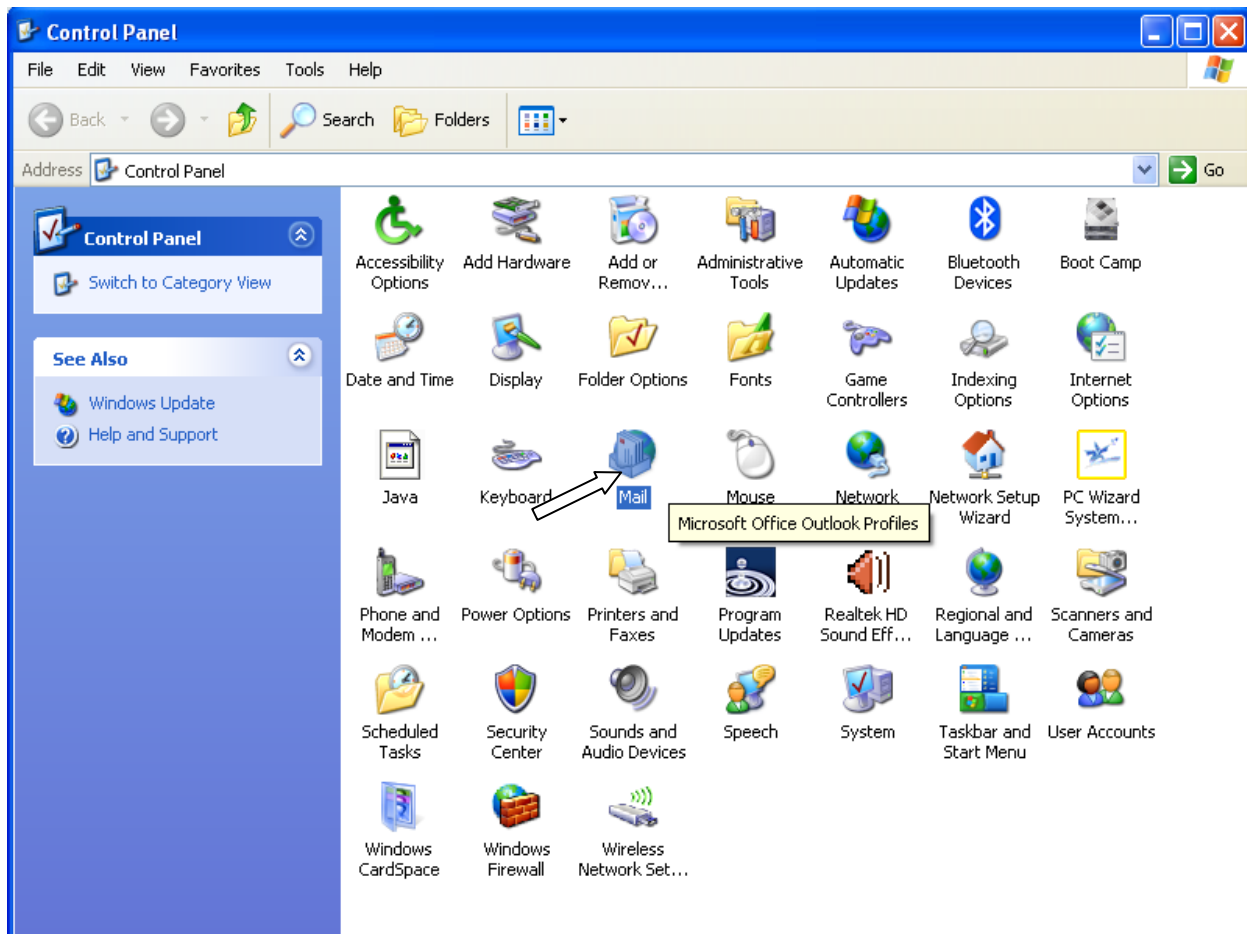 Control Panel
File Edit View Favorites Tools Help
Back Search Folders
Address Control Panel Go
Control Panel
Switch to Category View
See Also
Windows Update
Help and Support
Accessibility Options
Add Hardware
Add or Remov...
Administrative Tools
Automatic Updates
Bluetooth Devices
Boot Camp
Date and Time
Display
Folder Options
Fonts
Game Controllers
Indexing Options
Internet Options
Java
Keyboard
Mail
Mouse
Network
Network Setup Wizard
PC Wizard System...
Microsoft Office Outlook Profiles
Phone and Modem ...
Power Options
Printers and Faxes
Program Updates
Realtek HD Sound Eff...
Regional and Language ...
Scanners and Cameras
Scheduled Tasks
Security Center
Sounds and Audio Devices
Speech
System
Taskbar and Start Menu
User Accounts
Windows CardSpace
Windows Firewall
Wireless Network Set...